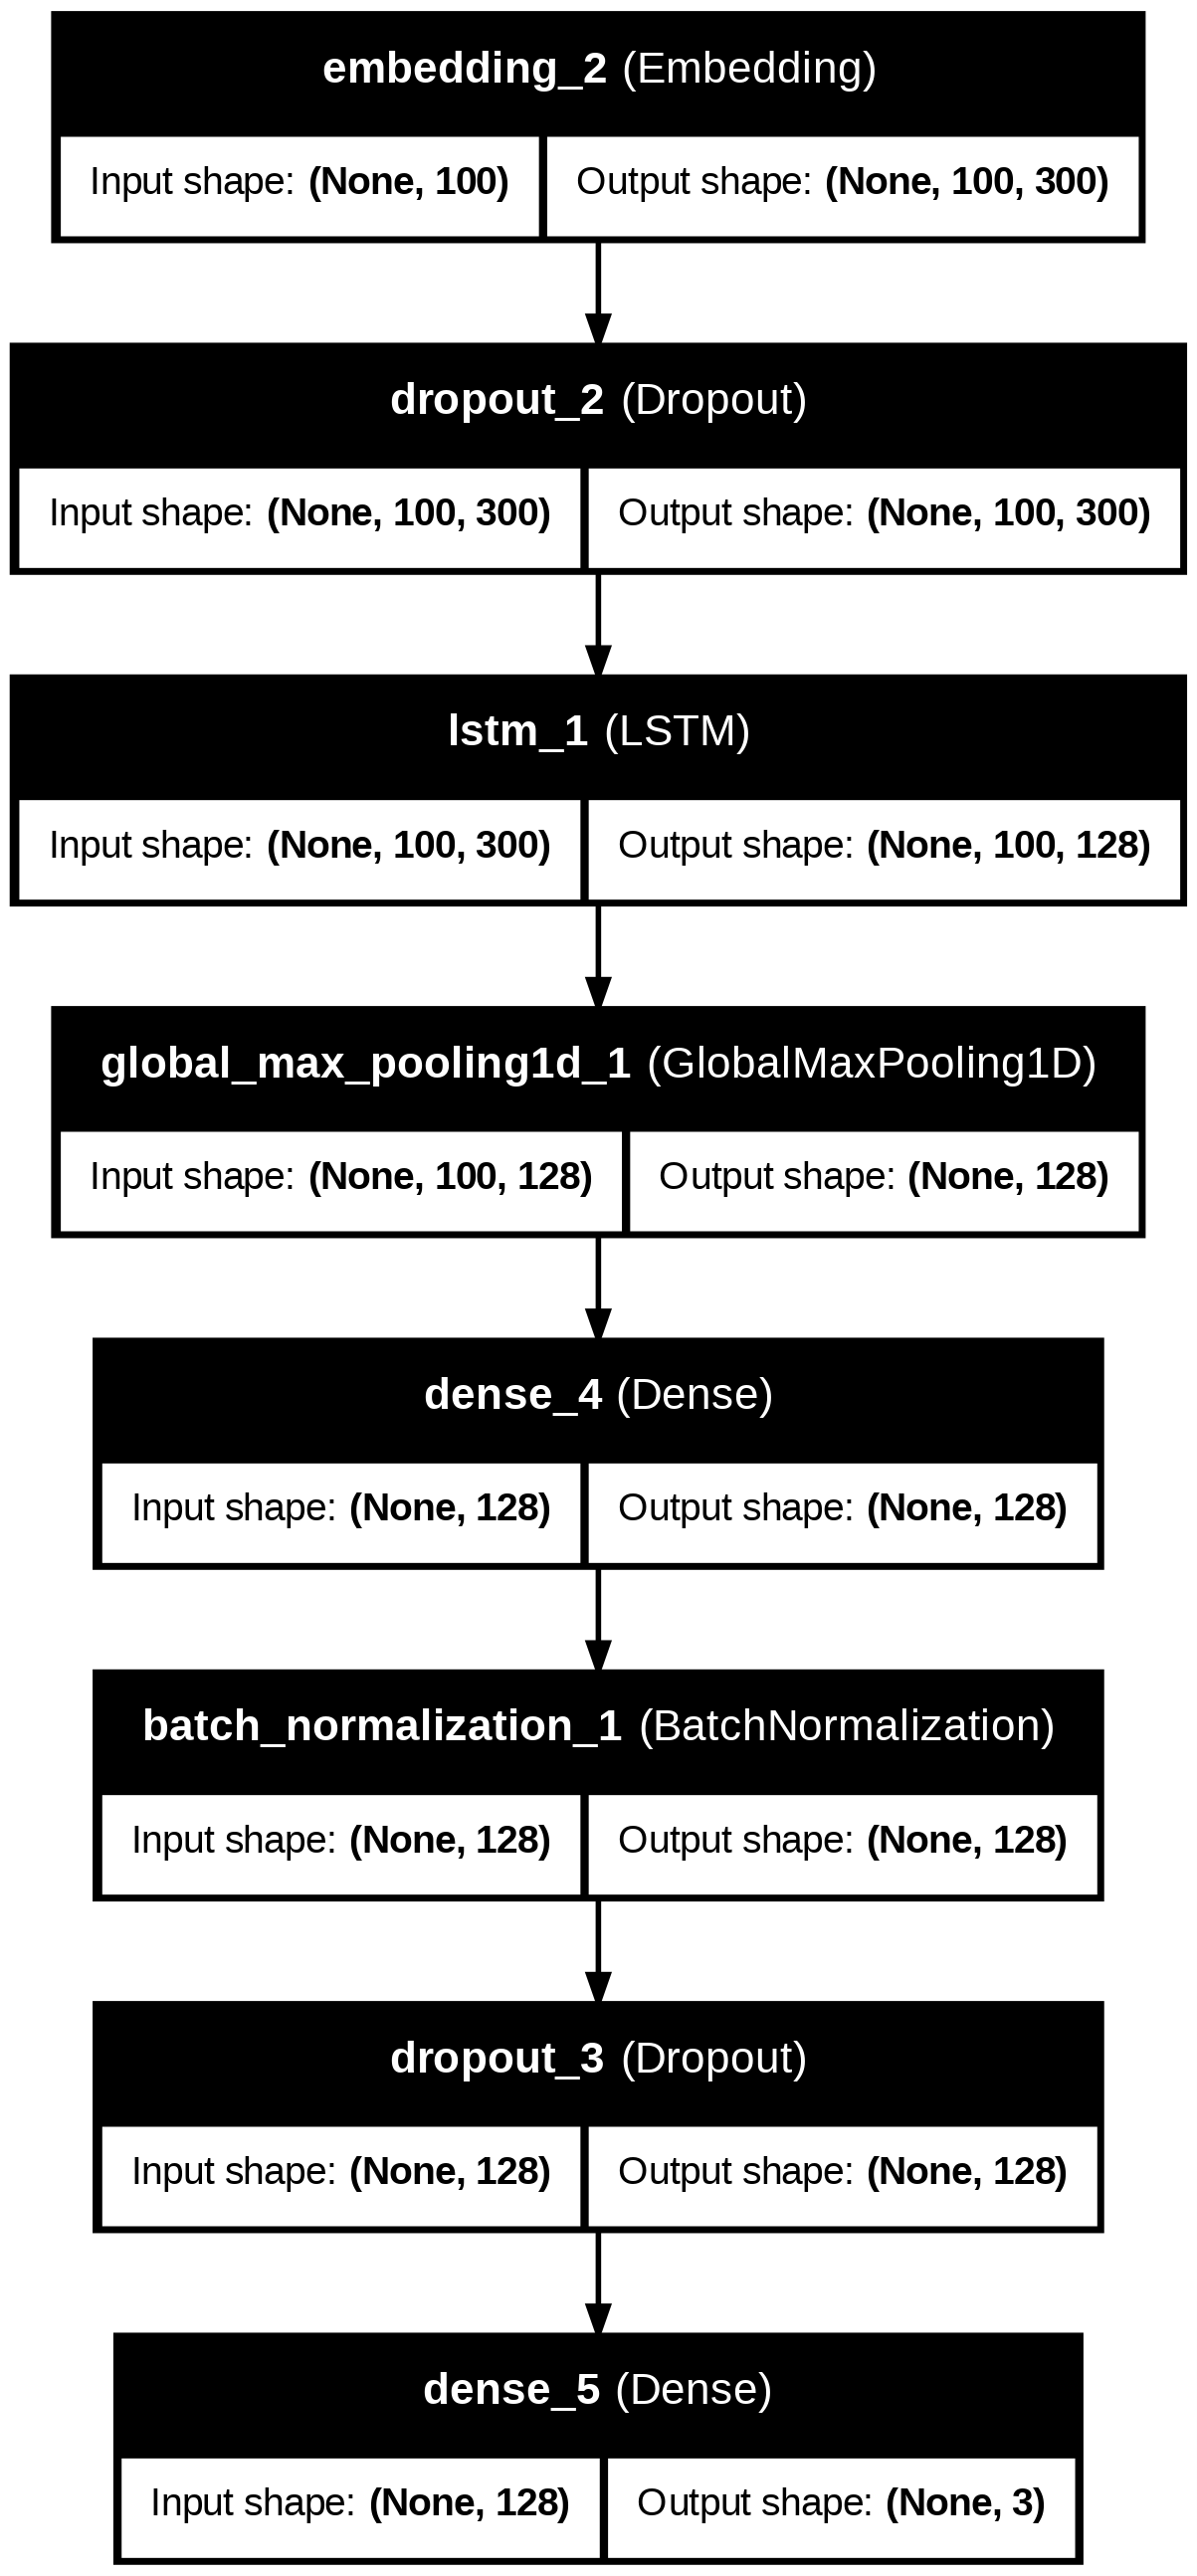 embedding_2 (Embedding)
Input shape: (None, 100) Output shape: (None, 100, 300)
dropout_2 (Dropout)
Input shape: (None, 100, 300) Output shape: (None, 100, 300)
lstm_1 (LSTM)
Input shape: (None, 100, 300) Output shape: (None, 100, 128)
global_max_pooling1d_1 (GlobalMaxPooling1D)
Input shape: (None, 100, 128) Output shape: (None, 128)
dense_4 (Dense)
Input shape: (None, 128) Output shape: (None, 128)
batch_normalization_1 (BatchNormalization)
Input shape: (None, 128) Output shape: (None, 128)
dropout_3 (Dropout)
Input shape: (None, 128) Output shape: (None, 128)
dense_5 (Dense)
Input shape: (None, 128) Output shape: (None, 3)